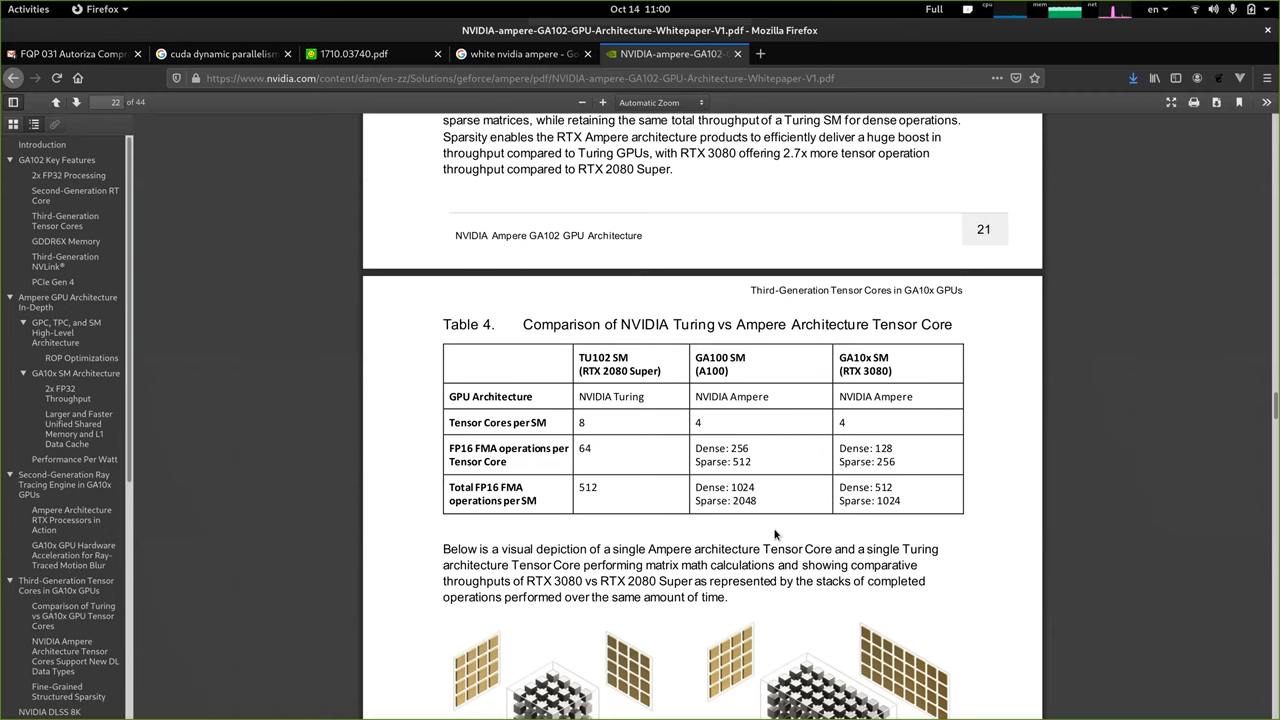 Activities
Firefox
Oct 14 11:00
Full
cpu
mem
net
en
NVIDIA-ampere-GA102-GPU-Architecture-Whitepaper-V1.pdf - Mozilla Firefox
FQP 031 Autoriza Compr
cuda dynamic parallelism
1710.03740.pdf
white nvidia ampere - Go
NVIDIA-ampere-GA102-
https://www.nvidia.com/content/dam/en-zz/Solutions/geforce/ampere/pdf/NVIDIA-ampere-GA102-GPU-Architecture-Whitepaper-V1.pdf
22 of 44
Automatic Zoom
Introduction
GA102 Key Features
2x FP32 Processing
Second-Generation RT
Core
Third-Generation
Tensor Cores
GDDR6X Memory
Third-Generation
NVLink®
PCIe Gen 4
Ampere GPU Architecture
In-Depth
GPC, TPC, and SM
High-Level
Architecture
ROP Optimizations
GA10x SM Architecture
2x FP32
Throughput
Larger and Faster
Unified Shared
Memory and L1
Data Cache
Performance Per Watt
Second-Generation Ray
Tracing Engine in GA10x
GPUs
Ampere Architecture
RTX Processors in
Action
GA10x GPU Hardware
Acceleration for Ray-
Traced Motion Blur
Third-Generation Tensor
Cores in GA10x GPUs
Comparison of Turing
vs GA10x GPU Tensor
Cores
NVIDIA Ampere
Architecture Tensor
Cores Support New DL
Data Types
Fine-Grained
Structured Sparsity
NVIDIA DLSS 8K
sparse matrices, while retaining the same total throughput of a Turing SM for dense operations.
Sparsity enables the RTX Ampere architecture products to efficiently deliver a huge boost in
throughput compared to Turing GPUs, with RTX 3080 offering 2.7x more tensor operation
throughput compared to RTX 2080 Super.
NVIDIA Ampere GA102 GPU Architecture
21
Third-Generation Tensor Cores in GA10x GPUs
Table 4. Comparison of NVIDIA Turing vs Ampere Architecture Tensor Core
TU102 SM GA100 SM GA10x SM
(RTX 2080 Super) (A100) (RTX 3080)
GPU Architecture NVIDIA Turing NVIDIA Ampere NVIDIA Ampere
Tensor Cores per SM 8 4 4
FP16 FMA operations per 64 Dense: 256 Dense: 128
Tensor Core Sparse: 512 Sparse: 256
Total FP16 FMA 512 Dense: 1024 Dense: 512
operations per SM Sparse: 2048 Sparse: 1024
Below is a visual depiction of a single Ampere architecture Tensor Core and a single Turing
architecture Tensor Core performing matrix math calculations and showing comparative
throughputs of RTX 3080 vs RTX 2080 Super as represented by the stacks of completed
operations performed over the same amount of time.